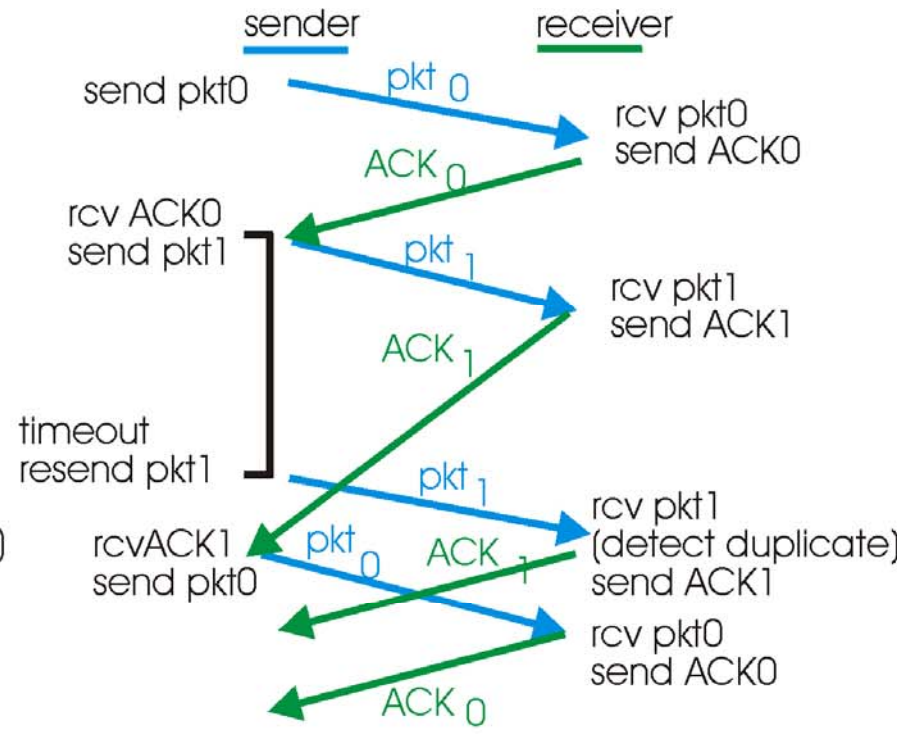 sender
receiver
send pkt0
pkt 0
rcv pkt0
send ACK0
ACK 0
rcv ACK0
send pkt1
pkt 1
rcv pkt1
send ACK1
ACK 1
timeout
resend pkt1
pkt 1
rcv pkt1
(detect duplicate)
send ACK1
)
rcvACK1
send pkt0
pkt 0
ACK 1
rcv pkt0
send ACK0
ACK 0